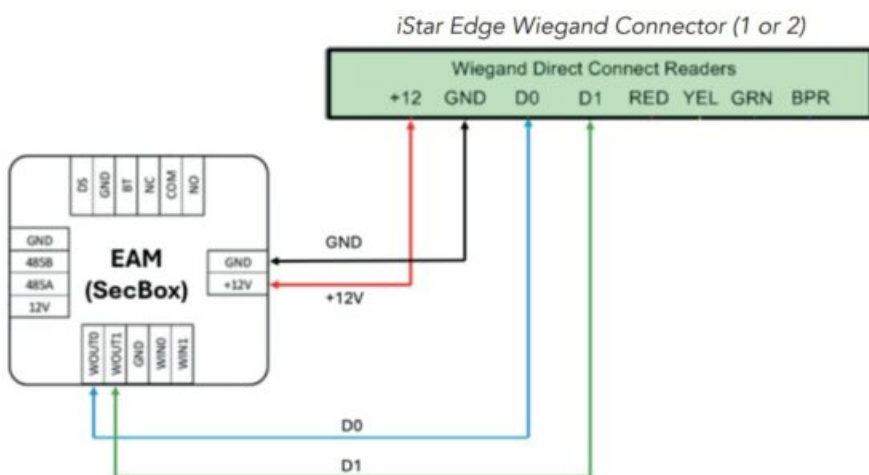 iStar Edge Wiegand Connector (1 or 2)
Wiegand Direct Connect Readers
+12 GND D0 D1 RED YEL GRN BPR
DS GND BT NC COM NO
GND
485B
485A
12V
EAM
(SecBox)
GND
+12V
GND
+12V
WOUT0 WOUT1 GND WIN0 WIN1
D0
D1